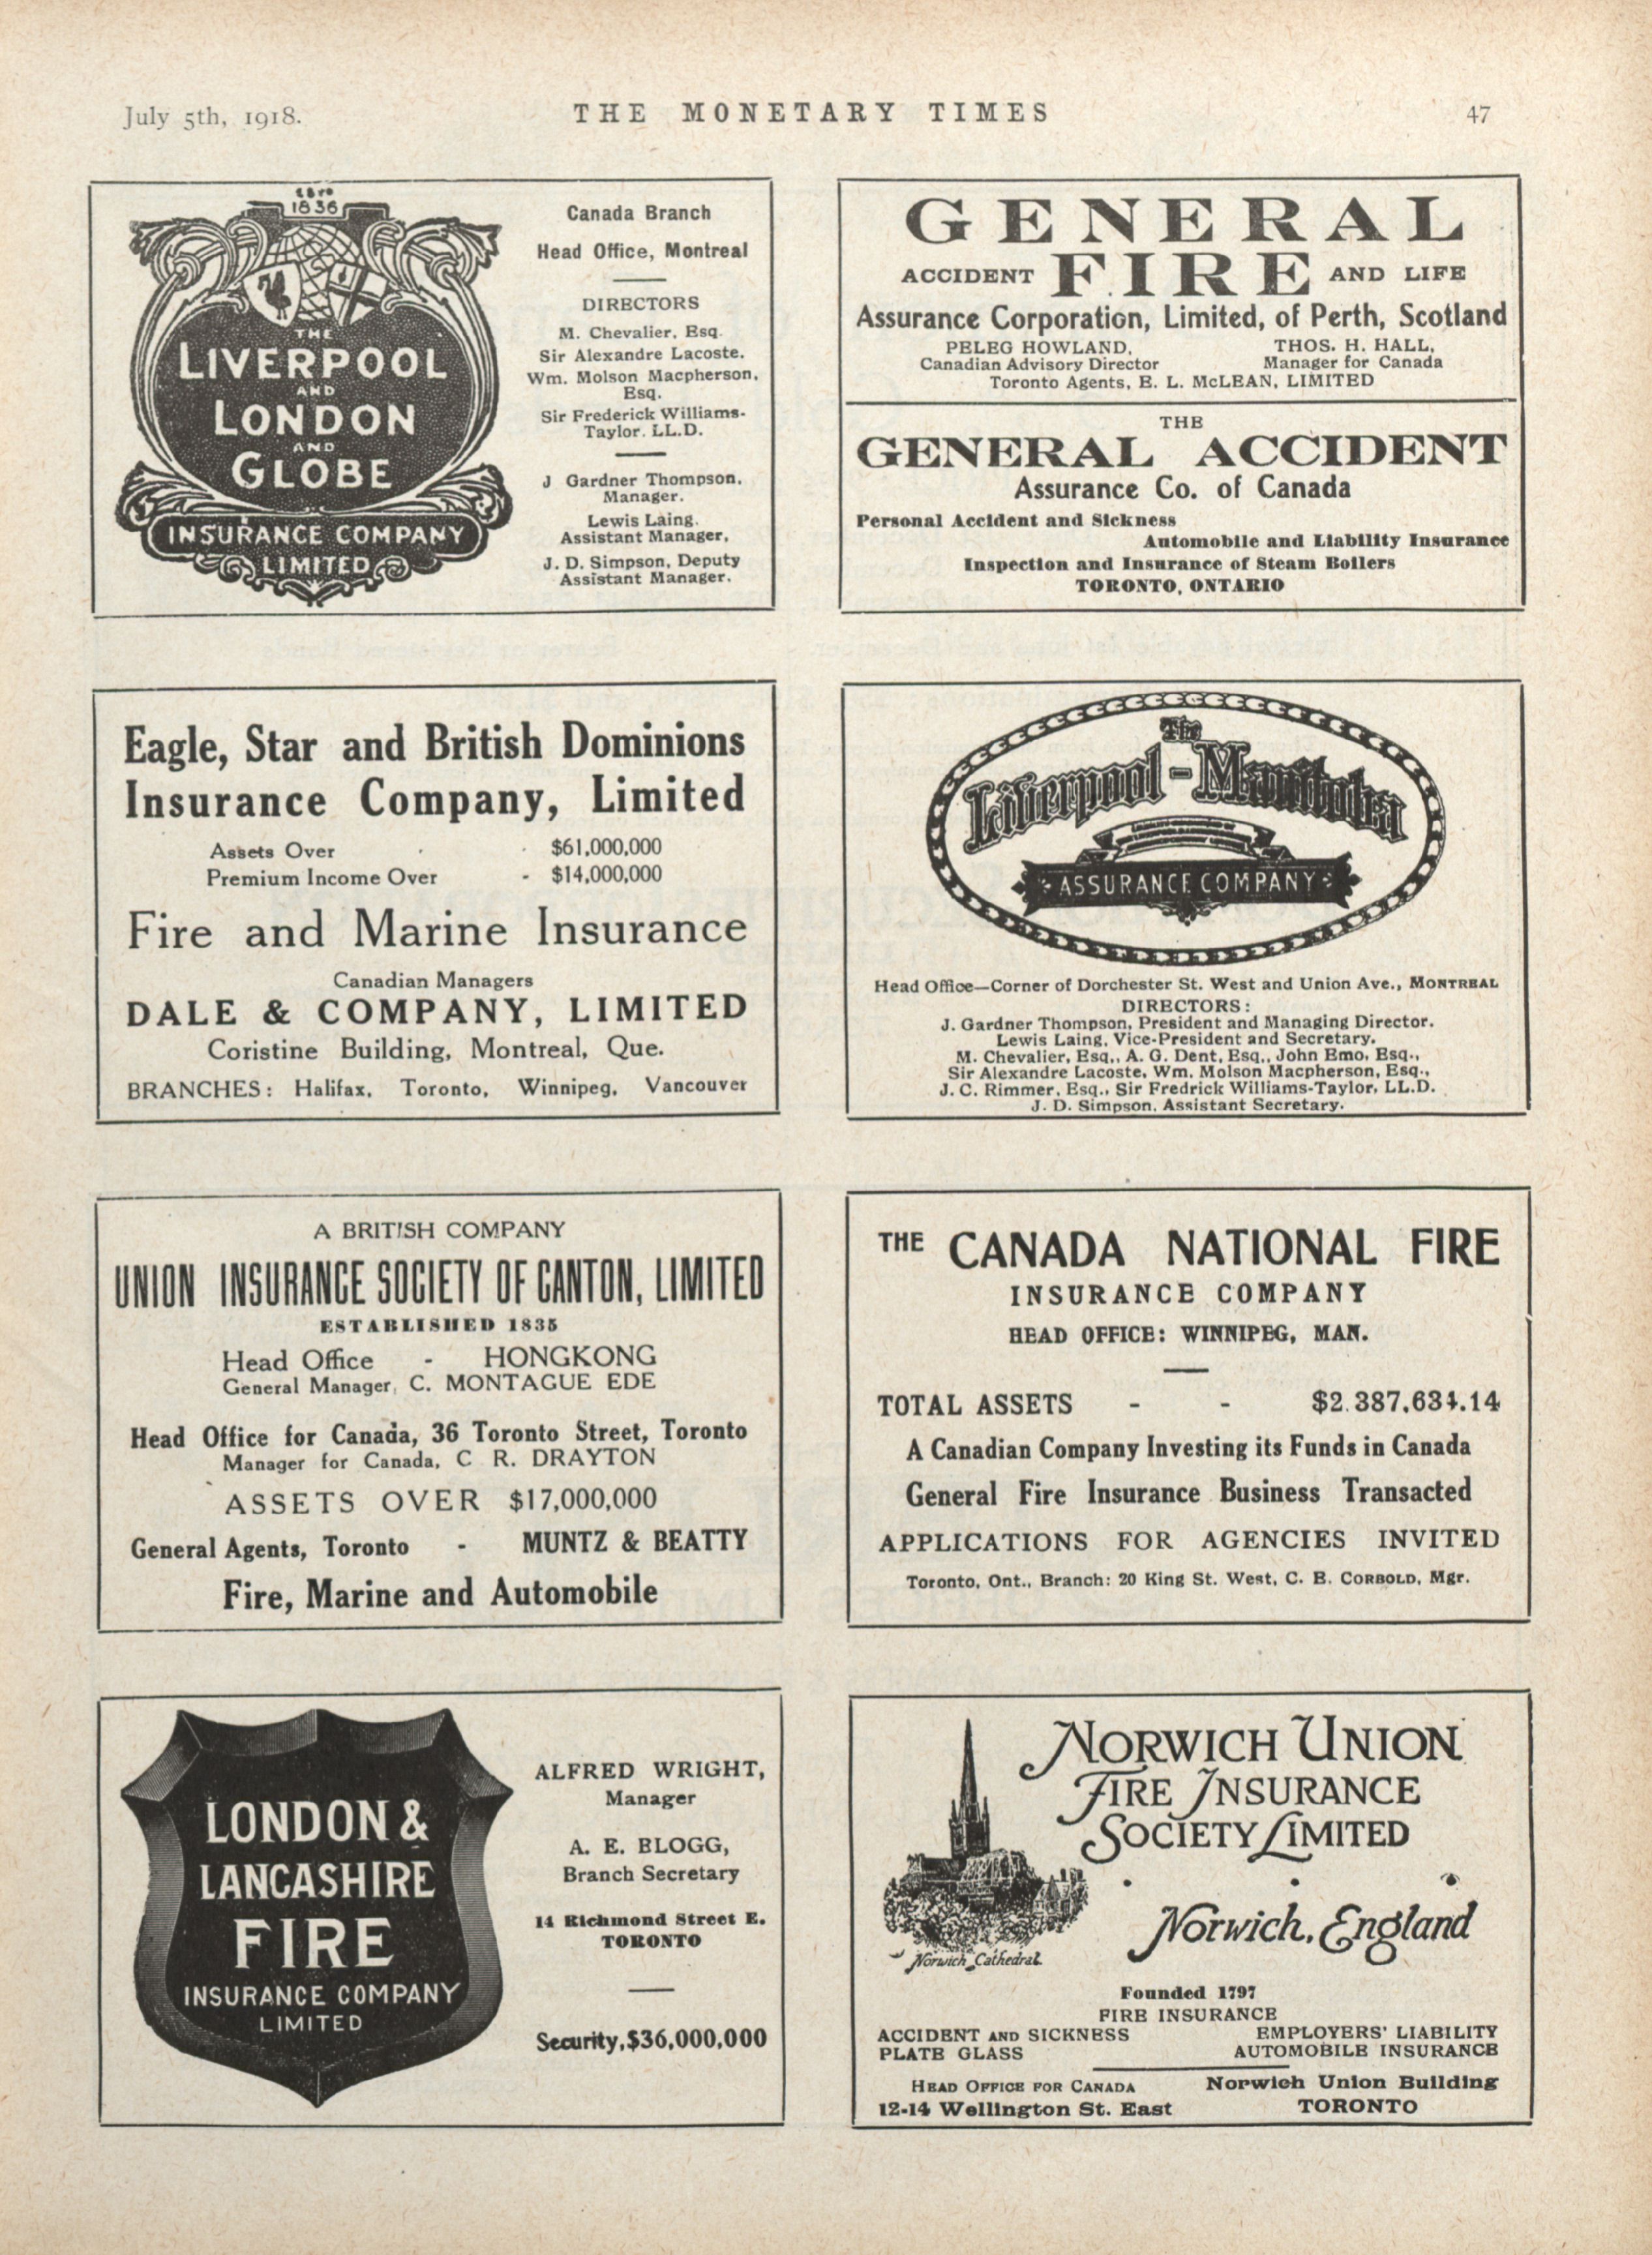 July 5th, 1918.
THE MONETARY TIMES
47
1836
THE
LIVERPOOL
AND
LONDON
AND
GLOBE
INSURANCE COMPANY
LIMITED
Canada Branch
Head Office, Montreal
DIRECTORS
M. Chevalier, Esq.
Sir Alexandre Lacoste.
Wm. Molson Macpherson,
Esq.
Sir Frederick Williams-
Taylor. LL.D.
J Gardner Thompson,
Manager.
Lewis Laing.
Assistant Manager,
J. D. Simpson, Deputy
Assistant Manager.
GENERAL
ACCIDENT FIRE AND LIFE
Assurance Corporation, Limited, of Perth, Scotland
PELEG HOWLAND, THOS. H. HALL,
Canadian Advisory Director Manager for Canada
Toronto Agents, E. L. McLEAN, LIMITED
THE
GENERAL ACCIDENT
Assurance Co. of Canada
Personal Accident and Sickness
Automobile and Liability Insurance
Inspection and Insurance of Steam Boilers
TORONTO, ONTARIO
Eagle, Star and British Dominions
Insurance Company, Limited
Assets Over - $61,000,000
Premium Income Over - $14,000,000
Fire and Marine Insurance
Canadian Managers
DALE & COMPANY, LIMITED
Coristine Building, Montreal, Que.
BRANCHES: Halifax, Toronto, Winnipeg, Vancouver
The
Liverpool-Manitoba
ASSURANCE COMPANY
Head Office—Corner of Dorchester St. West and Union Ave., MONTREAL
DIRECTORS:
J. Gardner Thompson, President and Managing Director.
Lewis Laing, Vice-President and Secretary.
M. Chevalier, Esq., A. G. Dent, Esq., John Emo, Esq.,
Sir Alexandre Lacoste, Wm. Molson Macpherson, Esq.,
J. C. Rimmer, Esq., Sir Fredrick Williams-Taylor, LL.D.
J. D. Simpson, Assistant Secretary.
A BRITISH COMPANY
UNION INSURANCE SOCIETY OF CANTON, LIMITED
ESTABLISHED 1835
Head Office - HONGKONG
General Manager, C. MONTAGUE EDE
Head Office for Canada, 36 Toronto Street, Toronto
Manager for Canada, C R. DRAYTON
ASSETS OVER $17,000,000
General Agents, Toronto - MUNTZ & BEATTY
Fire, Marine and Automobile
THE CANADA NATIONAL FIRE
INSURANCE COMPANY
HEAD OFFICE: WINNIPEG, MAN.
TOTAL ASSETS - - $2.387,634.14
A Canadian Company Investing its Funds in Canada
General Fire Insurance Business Transacted
APPLICATIONS FOR AGENCIES INVITED
Toronto, Ont., Branch: 20 King St. West, C. B. CORBOLD, Mgr.
LONDON &
LANCASHIRE
FIRE
INSURANCE COMPANY
LIMITED
ALFRED WRIGHT,
Manager
A. E. BLOGG,
Branch Secretary
14 Richmond Street E.
TORONTO
Security, $36,000,000
NORWICH UNION
FIRE INSURANCE
SOCIETY LIMITED
Norwich, England
Norwich Cathedral
Founded 1797
FIRE INSURANCE
ACCIDENT AND SICKNESS EMPLOYERS' LIABILITY
PLATE GLASS AUTOMOBILE INSURANCE
HEAD OFFICE FOR CANADA Norwich Union Building
12-14 Wellington St. East TORONTO